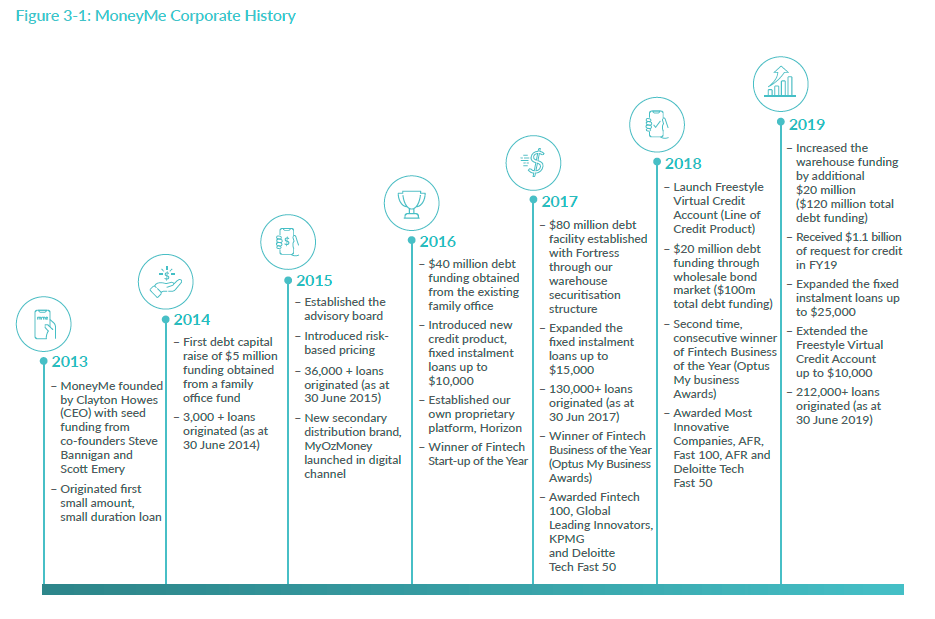 Figure 3-1: MoneyMe Corporate History
2013
– MoneyMe founded
by Clayton Howes
(CEO) with seed
funding from
co-founders Steve
Bannigan and
Scott Emery
– Originated first
small amount,
small duration loan
2014
– First debt capital
raise of $5 million
funding obtained
from a family
office fund
– 3,000 + loans
originated (as at
30 June 2014)
2015
– Established the
advisory board
– Introduced risk-
based pricing
– 36,000 + loans
originated (as at
30 June 2015)
– New secondary
distribution brand,
MyOzMoney
launched in digital
channel
2016
– $40 million debt
funding obtained
from the existing
family office
– Introduced new
credit product,
fixed instalment
loans up to
$10,000
– Established our
own proprietary
platform, Horizon
– Winner of Fintech
Start-up of the Year
2017
– $80 million debt
facility established
with Fortress
through our
warehouse
securitisation
structure
– Expanded the
fixed instalment
loans up to
$15,000
– 130,000+ loans
originated (as at
30 Jun 2017)
– Winner of Fintech
Business of the Year
(Optus My Business
Awards)
– Awarded Fintech
100, Global
Leading Innovators,
KPMG
and Deloitte
Tech Fast 50
2018
– Launch Freestyle
Virtual Credit
Account (Line of
Credit Product)
– $20 million debt
funding through
wholesale bond
market ($100m
total debt funding)
– Second time,
consecutive winner
of Fintech Business
of the Year (Optus
My business
Awards)
– Awarded Most
Innovative
Companies, AFR,
Fast 100, AFR and
Deloitte Tech
Fast 50
2019
– Increased the
warehouse funding
by additional
$20 million
($120 million total
debt funding)
– Received $1.1 billion
of request for credit
in FY19
– Expanded the fixed
instalment loans up
to $25,000
– Extended the
Freestyle Virtual
Credit Account
up to $10,000
– 212,000+ loans
originated (as at
30 June 2019)